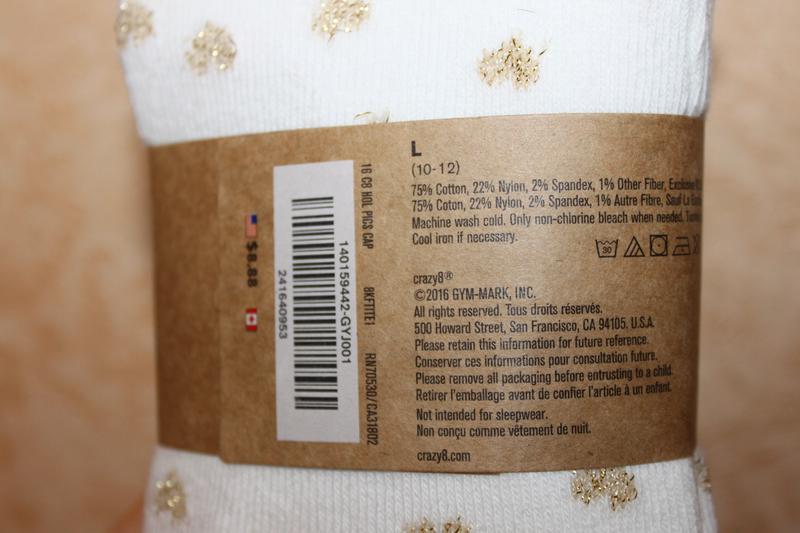 L
(10-12)
75% Cotton, 22% Nylon, 2% Spandex, 1% Other Fiber,
75% Coton, 22% Nylon, 2% Spandex, 1% Autre Fibre, Sauf
Machine wash cold. Only non-chlorine bleach when needed.
Cool iron if necessary.
30
crazy8®
©2016 GYM-MARK, INC.
All rights reserved. Tous droits réservés.
500 Howard Street, San Francisco, CA 94105. U.S.A.
Please retain this information for future reference.
Conserver ces informations pour consultation future.
Please remove all packaging before entrusting to a child.
Retirer l'emballage avant de confier l'article à un enfant.
Not intended for sleepwear.
Non conçu comme vêtement de nuit.
crazy8.com
16 C8 HOL PICS CAP 8KFTITE1 RN70530/CA31802
140159442-GYJ001
241640953
$8.88